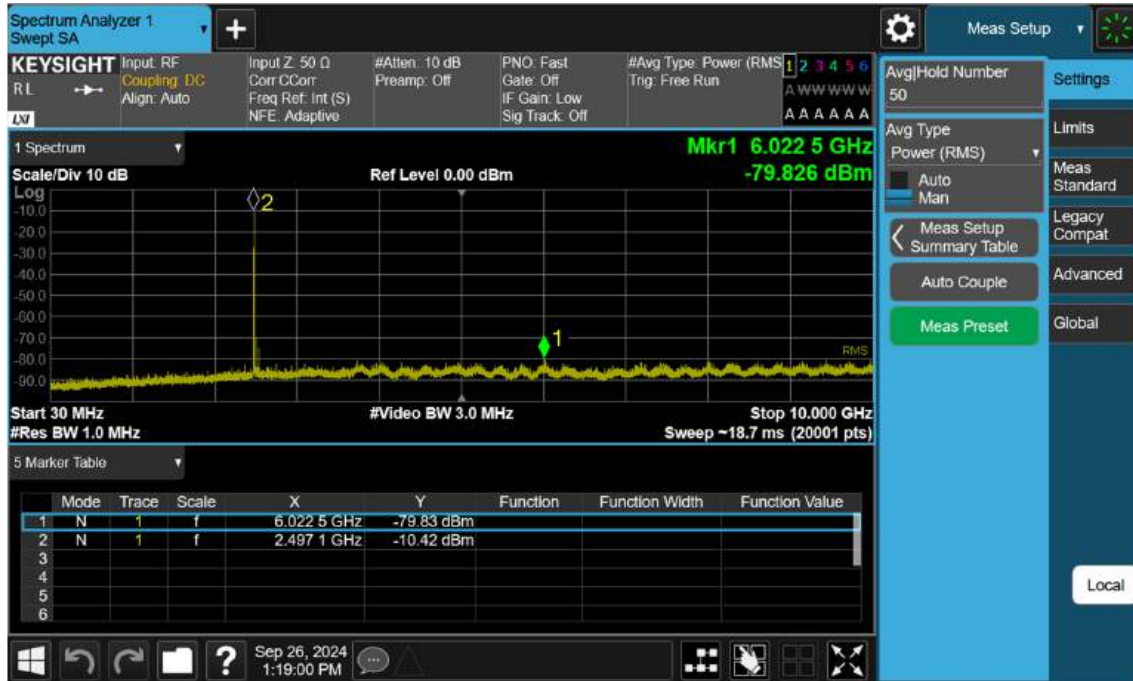 Spectrum Analyzer 1
Swept SA
Meas Setup
KEYSIGHT
RL
LXI
Input: RF
Coupling: DC
Align: Auto
Input Z: 50 Ω
Corr CCorr
Freq Ref: Int (S)
NFE: Adaptive
#Atten: 10 dB
Preamp: Off
PNO: Fast
Gate: Off
IF Gain: Low
Sig Track: Off
#Avg Type: Power (RMS
Trig: Free Run
1 2 3 4 5 6
A W W W W W
A A A A A A
1 Spectrum
Mkr1 6.022 5 GHz
Scale/Div 10 dB
Ref Level 0.00 dBm
-79.826 dBm
Log
-10.0
-20.0
-30.0
-40.0
-50.0
-60.0
-70.0
-80.0
-90.0
2
1
RMS
Start 30 MHz
#Video BW 3.0 MHz
Stop 10.000 GHz
#Res BW 1.0 MHz
Sweep ~18.7 ms (20001 pts)
5 Marker Table
Mode Trace Scale X Y Function Function Width Function Value
1 N 1 f 6.022 5 GHz -79.83 dBm
2 N 1 f 2.497 1 GHz -10.42 dBm
3
4
5
6
Sep 26, 2024
1:19:00 PM
?
Avg|Hold Number
50
Avg Type
Power (RMS)
Auto
Man
Meas Setup
Summary Table
Auto Couple
Meas Preset
Settings
Limits
Meas
Standard
Legacy
Compat
Advanced
Global
Local